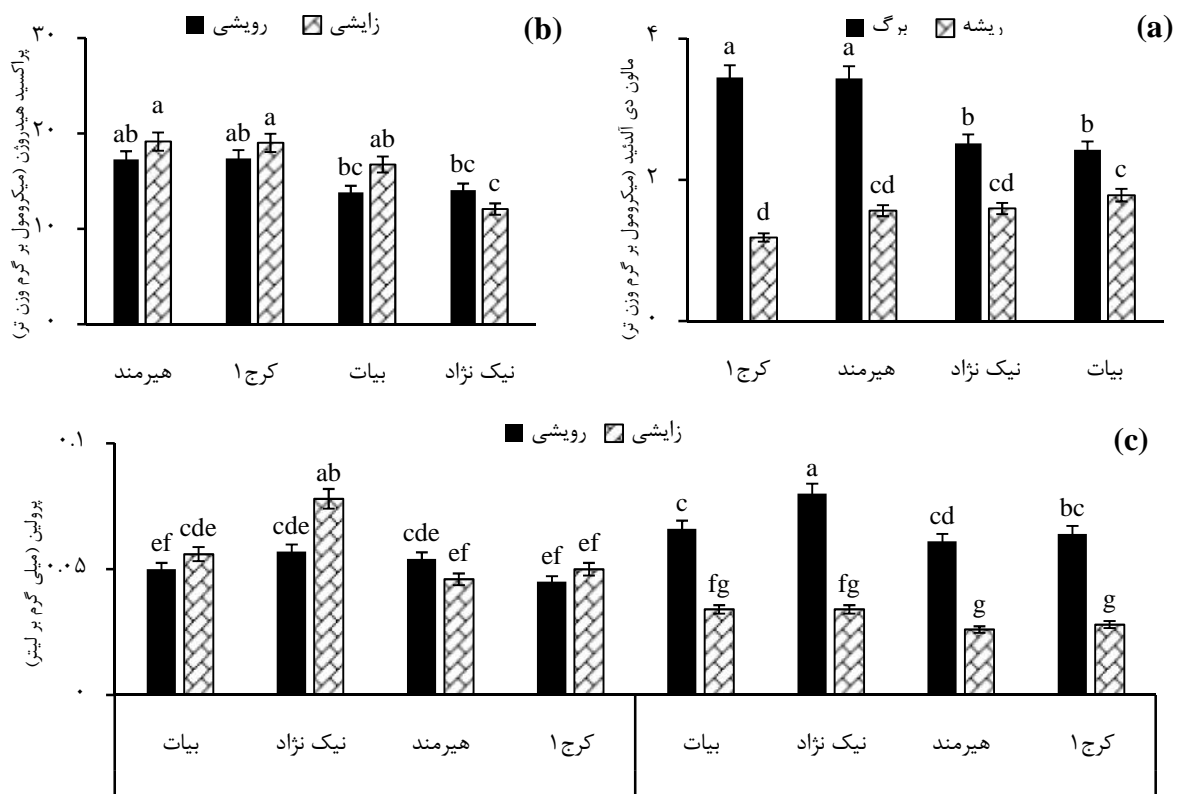 (b)
■ رویشی ▨ زایشی
پراکسید هیدروژن (میکرومول بر گرم وزن تر)
۳۰
۲۰
۱۰
۰
ab a ab a bc ab bc c
هیرمند کرج۱ بیات نیک نژاد
(a)
■ برگ ▨ ریشه
مالون دی آلدئید (میکرومول بر گرم وزن تر)
۴
۲
۰
a d a cd b cd b c
کرج۱ هیرمند نیک نژاد بیات
(c)
■ رویشی ▨ زایشی
پرولین (میلی گرم بر لیتر)
۰.۱
۰.۰۵
۰
ef cde cde ab cde ef ef ef c fg a fg cd g bc g
بیات نیک نژاد هیرمند کرج۱ بیات نیک نژاد هیرمند کرج۱